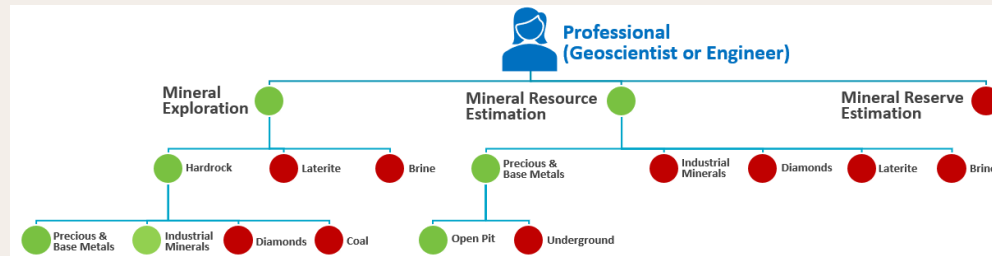 Professional
(Geoscientist or Engineer)
Mineral
Exploration
Mineral Resource
Estimation
Mineral Reserve
Estimation
Hardrock
Laterite
Brine
Precious &
Base Metals
Industrial
Minerals
Diamonds
Laterite
Brine
Precious &
Base Metals
Industrial
Minerals
Diamonds
Coal
Open Pit
Underground